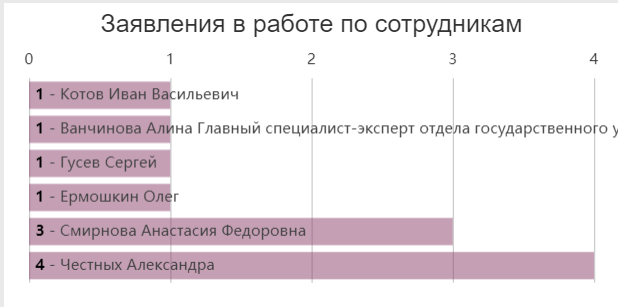 Заявления в работе по сотрудникам
0 1 2 3 4
1 - Котов Иван Васильевич
1 - Ванчинова Алина Главный специалист-эксперт отдела государственного
1 - Гусев Сергей
1 - Ермошкин Олег
3 - Смирнова Анастасия Федоровна
4 - Честных Александра